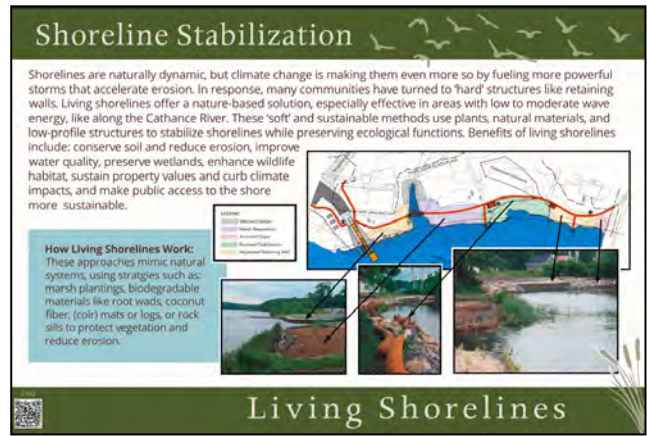 Shoreline Stabilization
Shorelines are naturally dynamic, but climate change is making them even more so by fueling more powerful
storms that accelerate erosion. In response, many communities have turned to 'hard' structures like retaining
walls. Living shorelines offer a nature-based solution, especially effective in areas with low to moderate wave
energy, like along the Cathance River. These 'soft' and sustainable methods use plants, natural materials, and
low-profile structures to stabilize shorelines while preserving ecological functions. Benefits of living shorelines
include: conserve soil and reduce erosion, improve
water quality, preserve wetlands, enhance wildlife
habitat, sustain property values and curb climate
impacts, and make public access to the shore
more sustainable.
How Living Shorelines Work:
These approaches mimic natural
systems, using stratgies such as:
marsh plantings, biodegradable
materials like root wads, coconut
fiber, (coir) mats or logs, or rock
sills to protect vegetation and
reduce erosion.
Living Shorelines